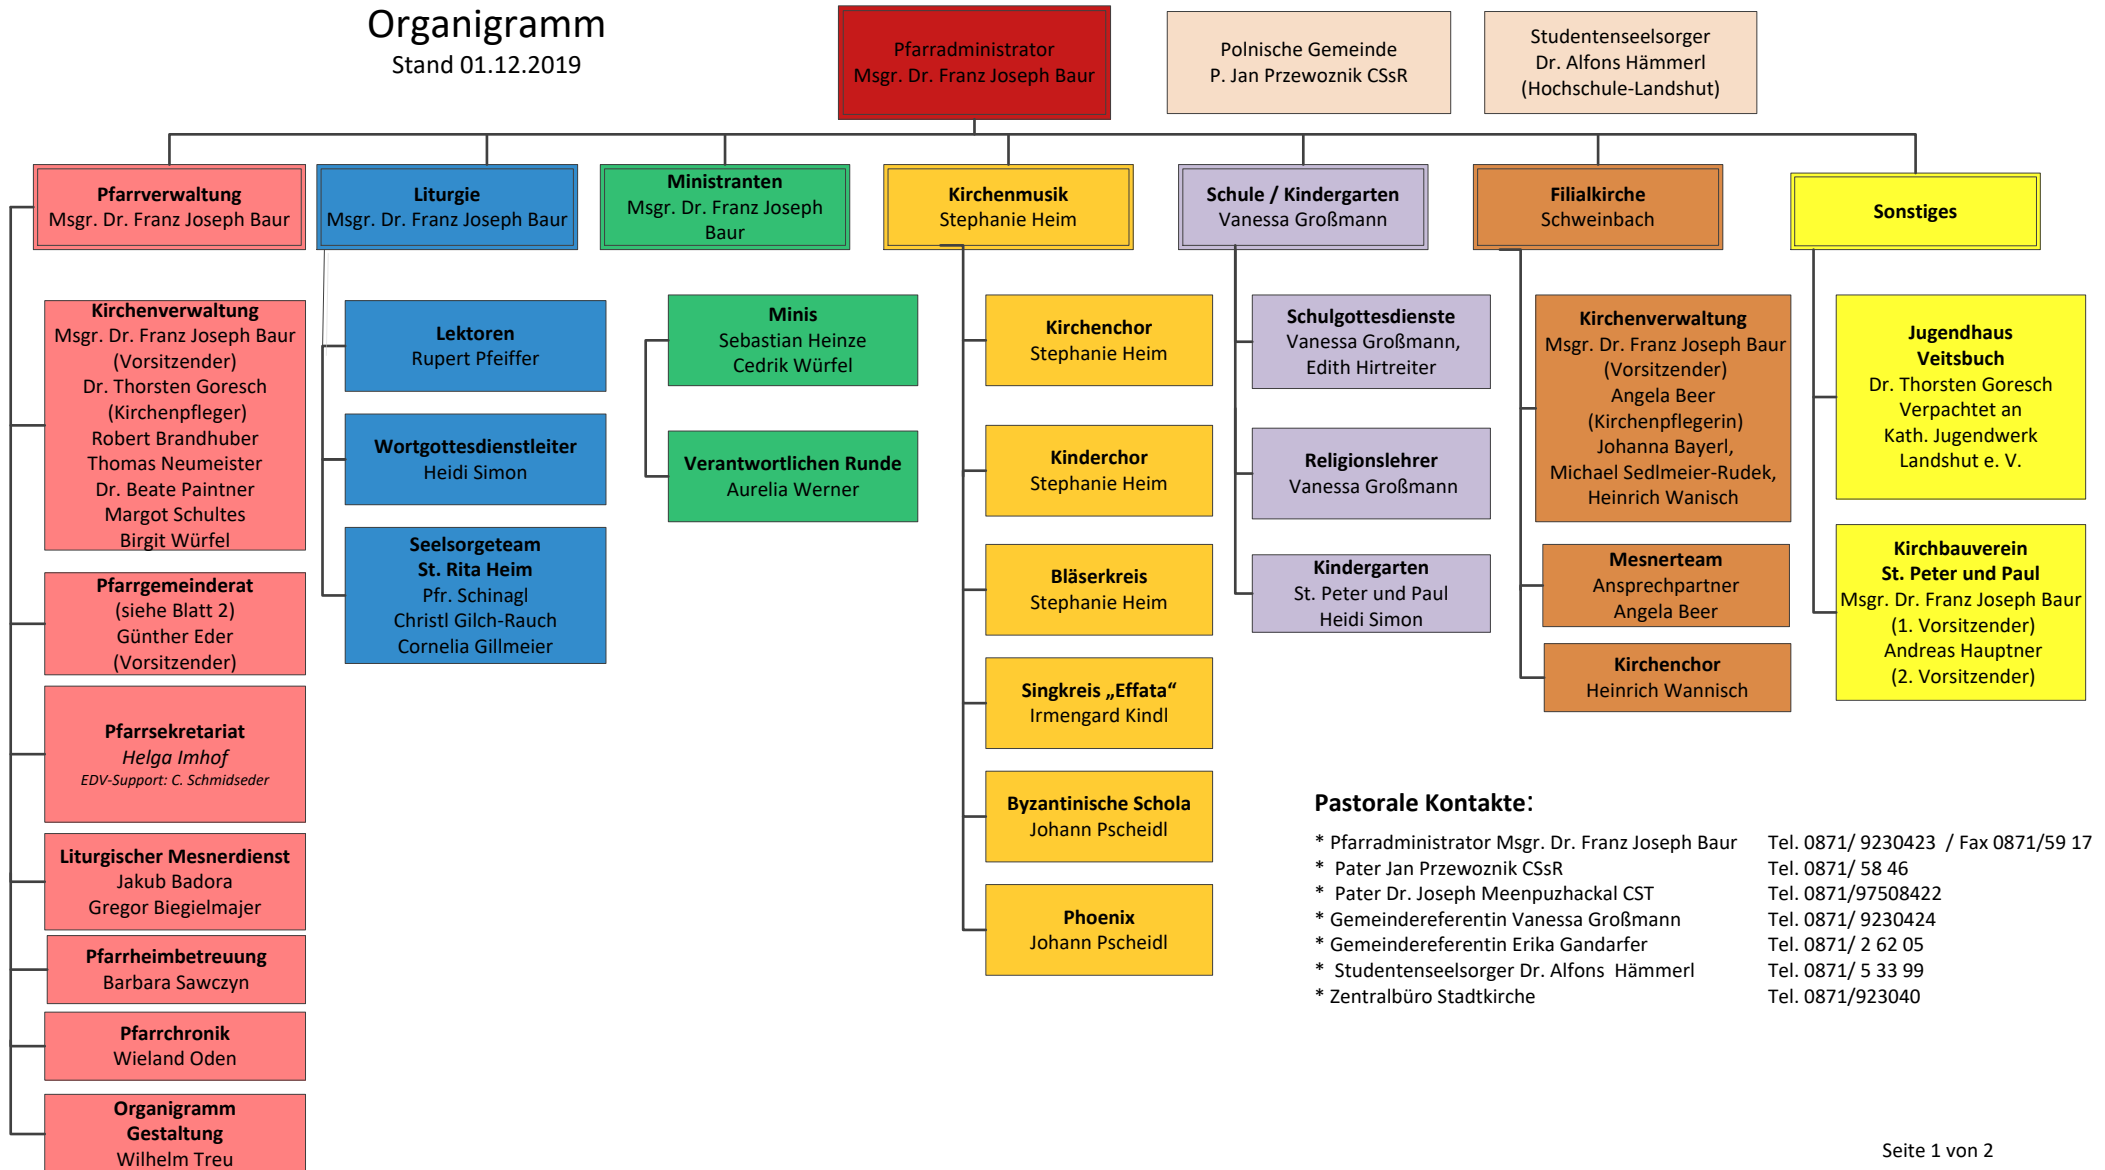 Organigramm
Stand 01.12.2019
Pfarradministrator
Msgr. Dr. Franz Joseph Baur
Polnische Gemeinde
P. Jan Przewoznik CSsR
Studentenseelsorger
Dr. Alfons Hämmerl
(Hochschule-Landshut)
Pfarrverwaltung
Msgr. Dr. Franz Joseph Baur
Kirchenverwaltung
Msgr. Dr. Franz Joseph Baur
(Vorsitzender)
Dr. Thorsten Goresch
(Kirchenpfleger)
Robert Brandhuber
Thomas Neumeister
Dr. Beate Paintner
Margot Schultes
Birgit Würfel
Pfarrgemeinderat
(siehe Blatt 2)
Günther Eder
(Vorsitzender)
Pfarrsekretariat
Helga Imhof
EDV-Support: C. Schmidseder
Liturgischer Mesnerdienst
Jakub Badora
Gregor Biegielmajer
Pfarrheimbetreuung
Barbara Sawczyn
Pfarrchronik
Wieland Oden
Organigramm
Gestaltung
Wilhelm Treu
Liturgie
Msgr. Dr. Franz Joseph Baur
Lektoren
Rupert Pfeiffer
Wortgottesdienstleiter
Heidi Simon
Seelsorgeteam
St. Rita Heim
Pfr. Schinagl
Christl Gilch-Rauch
Cornelia Gillmeier
Ministranten
Msgr. Dr. Franz Joseph
Baur
Minis
Sebastian Heinze
Cedrik Würfel
Verantwortlichen Runde
Aurelia Werner
Kirchenmusik
Stephanie Heim
Kirchenchor
Stephanie Heim
Kinderchor
Stephanie Heim
Bläserkreis
Stephanie Heim
Singkreis „Effata“
Irmengard Kindl
Byzantinische Schola
Johann Pscheidl
Phoenix
Johann Pscheidl
Schule / Kindergarten
Vanessa Großmann
Schulgottesdienste
Vanessa Großmann,
Edith Hirtreiter
Religionslehrer
Vanessa Großmann
Kindergarten
St. Peter und Paul
Heidi Simon
Filialkirche
Schweinbach
Kirchenverwaltung
Msgr. Dr. Franz Joseph Baur
(Vorsitzender)
Angela Beer
(Kirchenpflegerin)
Johanna Bayerl,
Michael Sedlmeier-Rudek,
Heinrich Wanisch
Mesnerteam
Ansprechpartner
Angela Beer
Kirchenchor
Heinrich Wannisch
Sonstiges
Jugendhaus
Veitsbuch
Dr. Thorsten Goresch
Verpachtet an
Kath. Jugendwerk
Landshut e. V.
Kirchbauverein
St. Peter und Paul
Msgr. Dr. Franz Joseph Baur
(1. Vorsitzender)
Andreas Hauptner
(2. Vorsitzender)
Pastorale Kontakte:
* Pfarradministrator Msgr. Dr. Franz Joseph Baur Tel. 0871/ 9230423 / Fax 0871/59 17
* Pater Jan Przewoznik CSsR Tel. 0871/ 58 46
* Pater Dr. Joseph Meenpuzhackal CST Tel. 0871/97508422
* Gemeindereferentin Vanessa Großmann Tel. 0871/ 9230424
* Gemeindereferentin Erika Gandarfer Tel. 0871/ 2 62 05
* Studentenseelsorger Dr. Alfons Hämmerl Tel. 0871/ 5 33 99
* Zentralbüro Stadtkirche Tel. 0871/923040
Seite 1 von 2